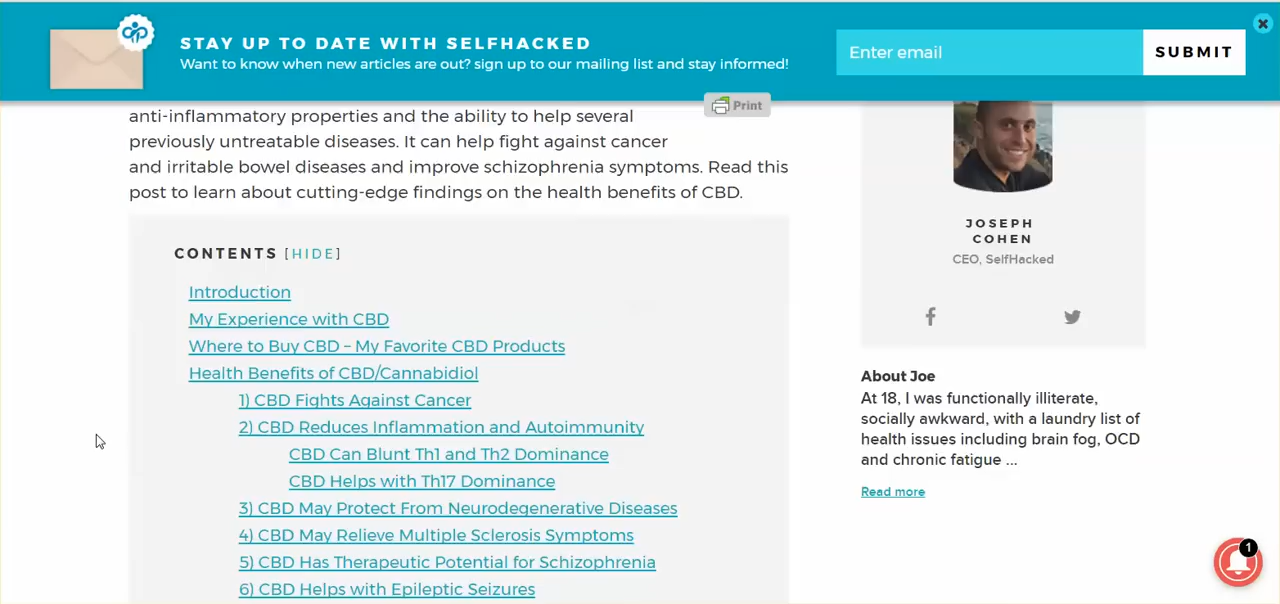 STAY UP TO DATE WITH SELFHACKED
Want to know when new articles are out? sign up to our mailing list and stay informed!
Enter email
SUBMIT
Print
anti-inflammatory properties and the ability to help several
previously untreatable diseases. It can help fight against cancer
and irritable bowel diseases and improve schizophrenia symptoms. Read this
post to learn about cutting-edge findings on the health benefits of CBD.
CONTENTS [HIDE]
Introduction
My Experience with CBD
Where to Buy CBD – My Favorite CBD Products
Health Benefits of CBD/Cannabidiol
1) CBD Fights Against Cancer
2) CBD Reduces Inflammation and Autoimmunity
CBD Can Blunt Th1 and Th2 Dominance
CBD Helps with Th17 Dominance
3) CBD May Protect From Neurodegenerative Diseases
4) CBD May Relieve Multiple Sclerosis Symptoms
5) CBD Has Therapeutic Potential for Schizophrenia
6) CBD Helps with Epileptic Seizures
JOSEPH
COHEN
CEO, SelfHacked
About Joe
At 18, I was functionally illiterate,
socially awkward, with a laundry list of
health issues including brain fog, OCD
and chronic fatigue ...
Read more
1